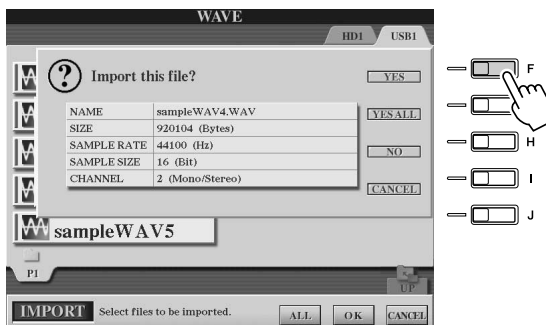 WAVE
HD1 USB1
? Import this file?
YES
NAME sampleWAV4.WAV
SIZE 920104 (Bytes)
SAMPLE RATE 44100 (Hz)
SAMPLE SIZE 16 (Bit)
CHANNEL 2 (Mono/Stereo)
YES ALL
NO
CANCEL
sampleWAV5
P1
UP
IMPORT Select files to be imported.
ALL OK CANCEL
F
H
I
J